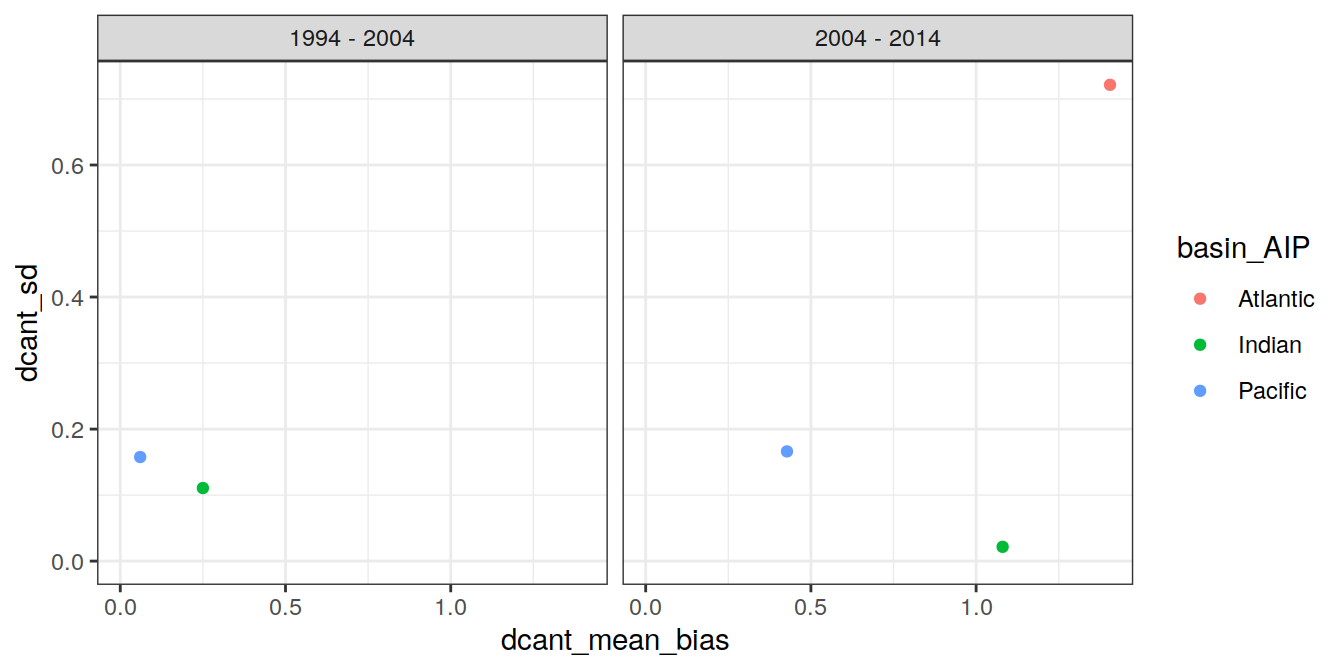 1994 - 2004
2004 - 2014
dcant_sd
0.6
0.4
0.2
0.0
0.0 0.5 1.0
0.0 0.5 1.0
dcant_mean_bias
basin_AIP
Atlantic
Indian
Pacific